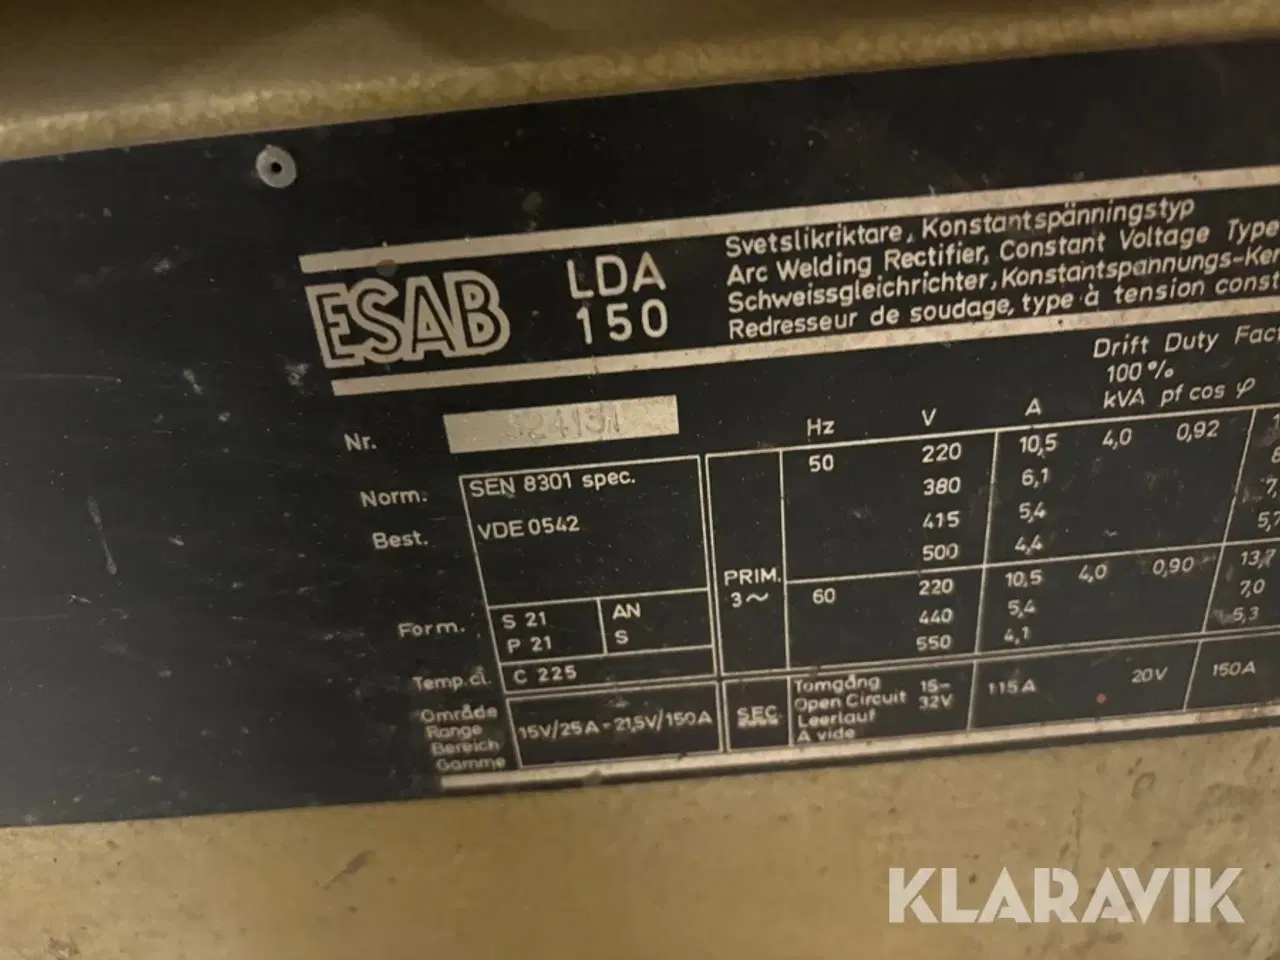 ESAB LDA 150
Svetslikriktare, Konstantspänningstyp
Arc Welding Rectifier, Constant Voltage Type
Schweissgleichrichter, Konstantspannungs-
Redresseur de soudage, type à tension
Drift Duty
100 %
Hz V A kVA pf cos φ
Nr.
Norm. SEN 8301 spec.
Best. VDE 0542
Form. S 21 AN
P 21 S
Temp.cl. C 225
Område
Range
Bereich
Gamme
15V/25A - 21,5V/150A
PRIM.
3~
50 220 10,5 4,0 0,92
380 6,1
415 5,4
500 4,4
60 220 10,5 4,0 0,90 13,7
440 5,4 7,0
550 4,1 5,3
SEC
Tomgång
Open Circuit
Leerlauf
A vide
15-
32V
115A 20V 150A
KLARAVIK